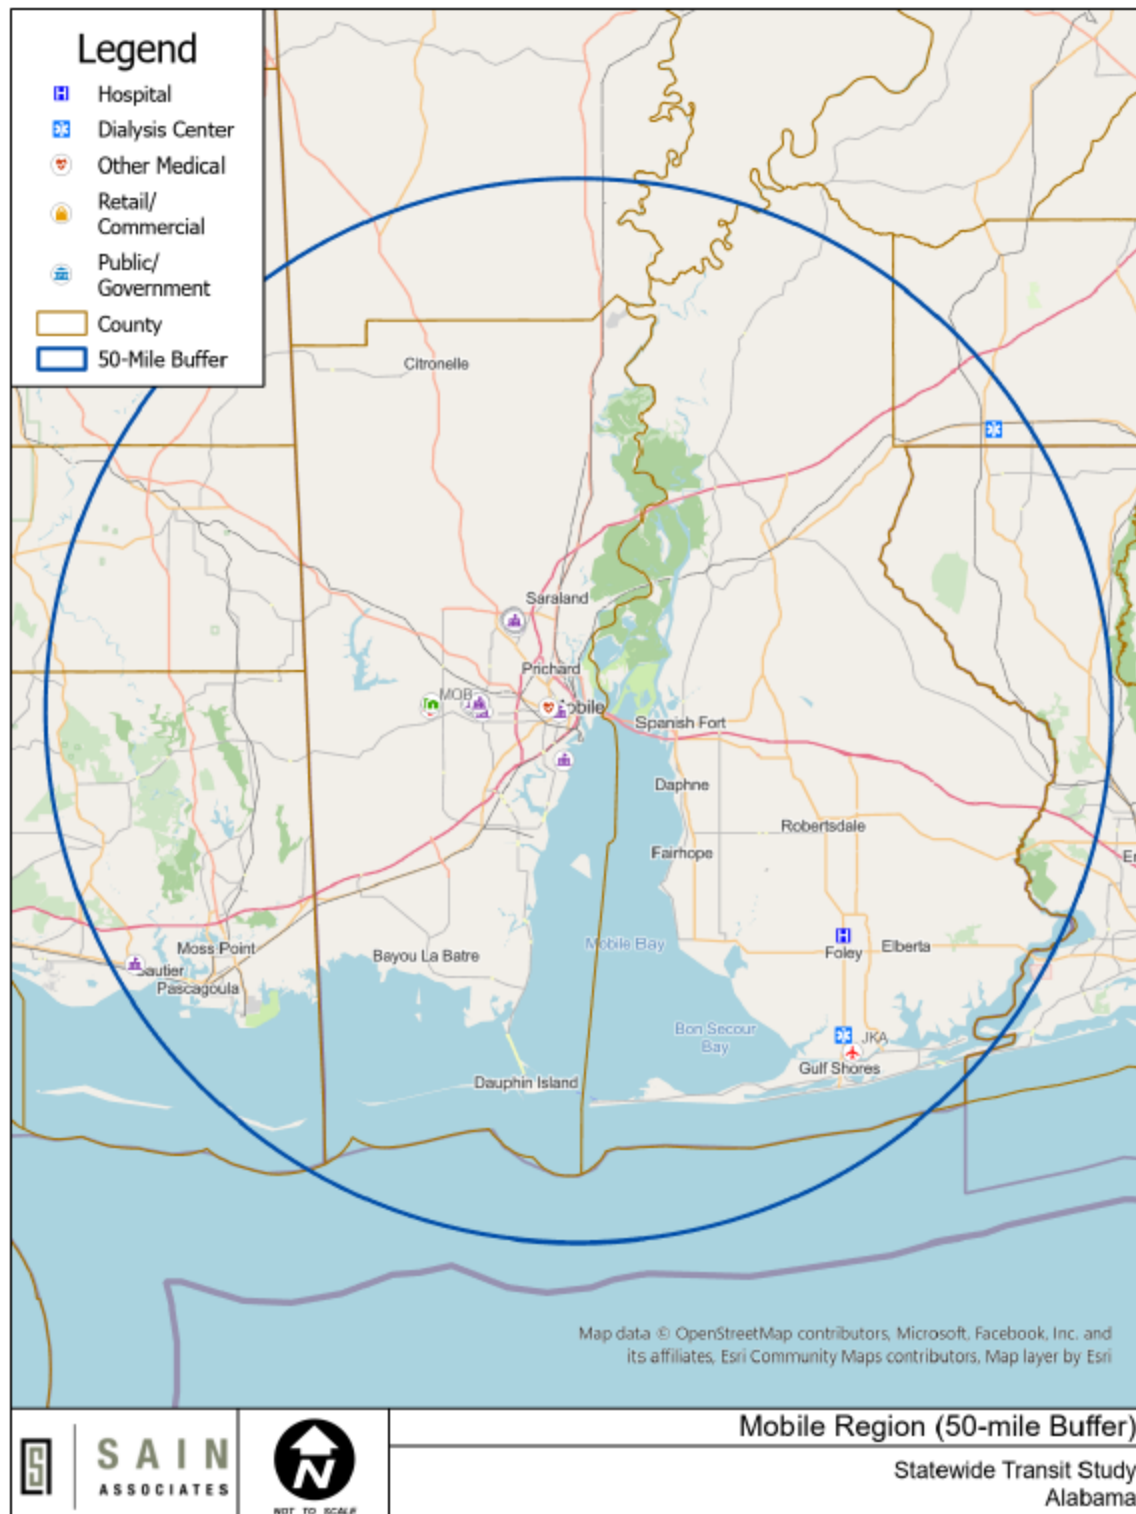 Legend
Hospital
Dialysis Center
Other Medical
Retail/
Commercial
Public/
Government
County
50-Mile Buffer
Citronelle
Saraland
Prichard
MOB
obile
Spanish Fort
Daphne
Robertsdale
Fairhope
Mobile Bay
Foley
Elberta
Moss Point
Bayou La Batre
Gautier
Pascagoula
Bon Secour
Bay
JKA
Gulf Shores
Dauphin Island
Map data © OpenStreetMap contributors, Microsoft, Facebook, Inc. and
its affiliates, Esri Community Maps contributors, Map layer by Esri
SAIN
ASSOCIATES
N
NOT TO SCALE
Mobile Region (50-mile Buffer)
Statewide Transit Study
Alabama